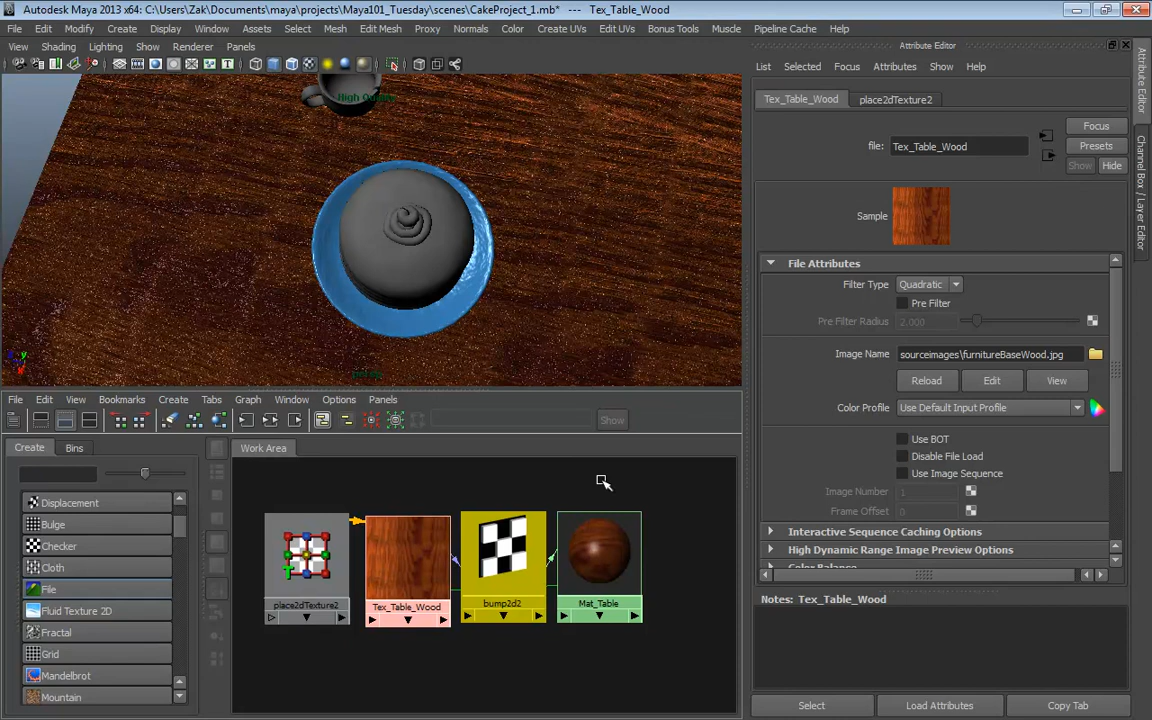 Autodesk Maya 2013 x64: C:\Users\Zak\Documents\maya\projects\Maya101_Tuesday\scenes\CakeProject_1.mb*  ---  Tex_Table_Wood
File Edit Modify Create Display Window Assets Select Mesh Edit Mesh Proxy Normals Color Create UVs Edit UVs Bonus Tools Muscle Pipeline Cache Help
View Shading Lighting Show Renderer Panels
High Quality
persp
Attribute Editor
List Selected Focus Attributes Show Help
Tex_Table_Wood place2dTexture2
file: Tex_Table_Wood
Focus
Presets
Show Hide
Sample
File Attributes
Filter Type Quadratic
Pre Filter
Pre Filter Radius 2.000
Image Name sourceimages\furnitureBaseWood.jpg
Reload Edit View
Color Profile Use Default Input Profile
Use BOT
Disable File Load
Use Image Sequence
Image Number 1
Frame Offset 0
Interactive Sequence Caching Options
High Dynamic Range Image Preview Options
Color Balance
Notes: Tex_Table_Wood
Select Load Attributes Copy Tab
Attribute Editor
Channel Box / Layer Editor
File Edit View Bookmarks Create Tabs Graph Window Options Panels
Show
Create Bins
Work Area
Displacement
Bulge
Checker
Cloth
File
Fluid Texture 2D
Fractal
Grid
Mandelbrot
Mountain
place2dTexture2
Tex_Table_Wood
bump2d2
Mat_Table